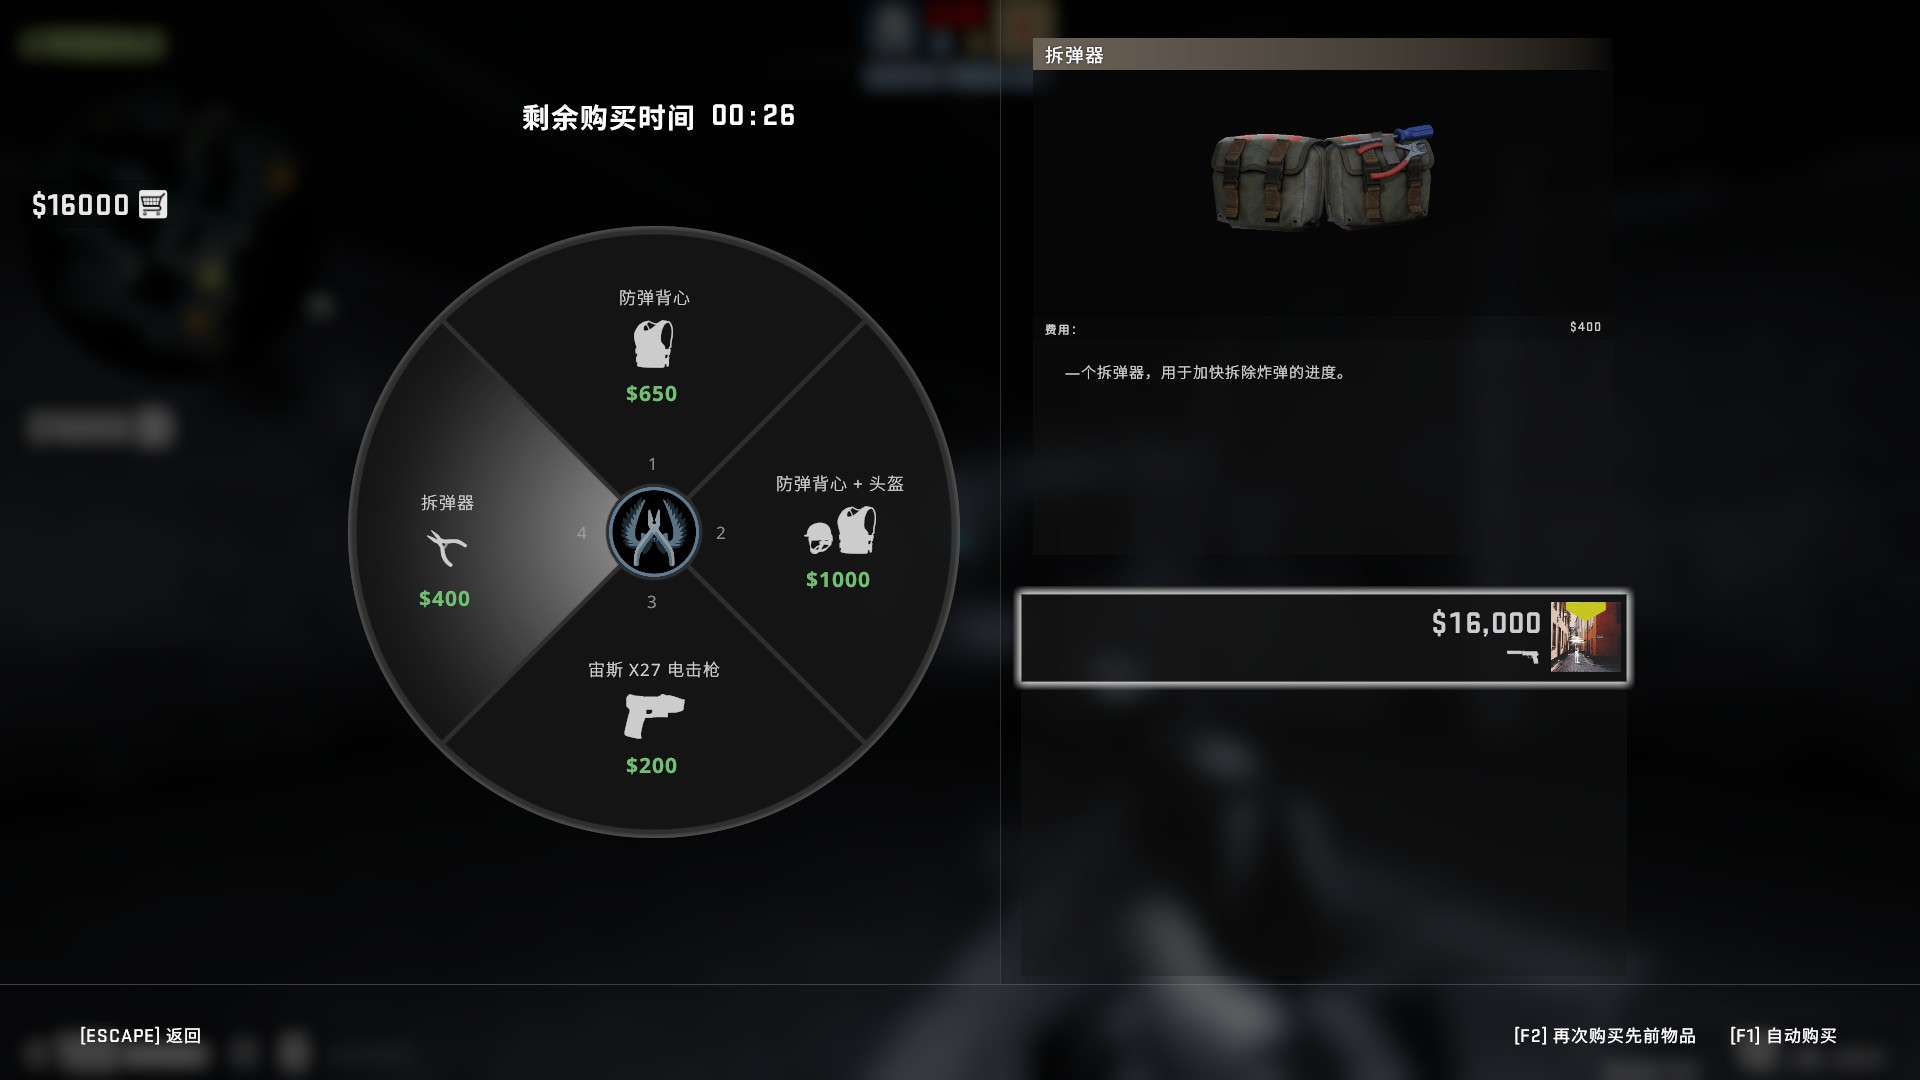 剩余购买时间 00:26
$16000
防弹背心
$650
1
防弹背心 + 头盔
$1000
2
拆弹器
$400
4
3
宙斯 X27 电击枪
$200
拆弹器
费用:
$400
一个拆弹器，用于加快拆除炸弹的进度。
$16,000
[ESCAPE] 返回
[F2] 再次购买先前物品
[F1] 自动购买